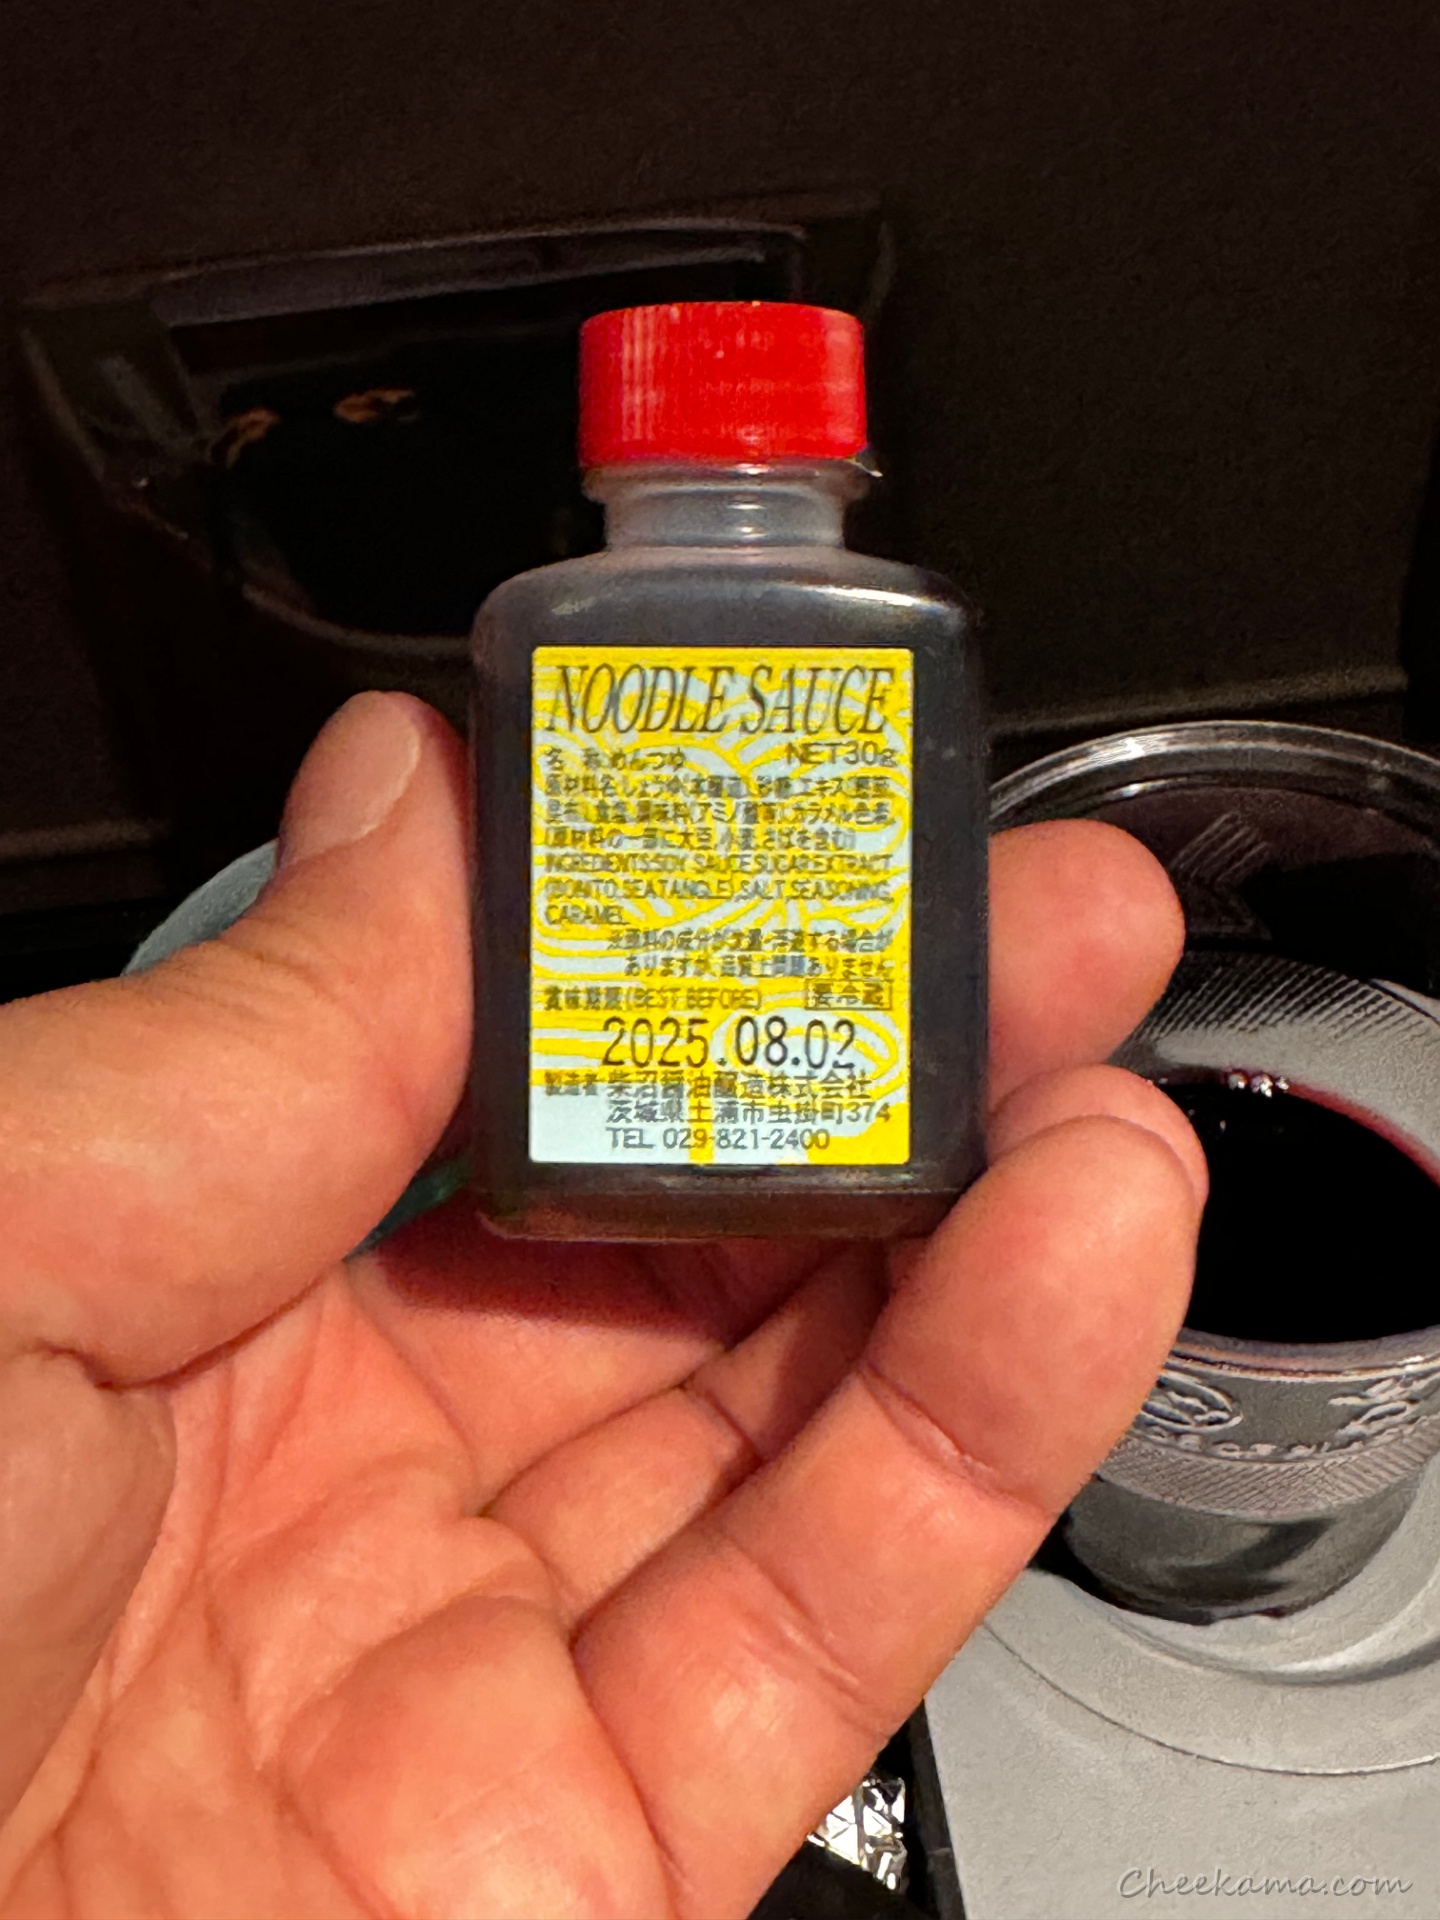 NOODLE SAUCE
名 称 めんつゆ NET30g
原材料名 しょうゆ(本醸造), 砂糖, エキス(鰹節,
昆布), 食塩, 調味料(アミノ酸等), カラメル色素,
(原材料の一部に大豆, 小麦, さばを含む)
INGREDIENTS:SOY SAUCE,SUGAR,EXTRACT
(BONITO,SEATANGLE),SALT,SEASONING,
CARAMEL
の成分が沈澱・浮遊する場合が
ありますが、品質上問題ありません
賞味期限(BEST BEFORE) 要冷蔵
2025.08.02
製造者 柴沼醤油醸造株式会社
茨城県土浦市虫掛町374
TEL 029-821-2400
Cheekama.com